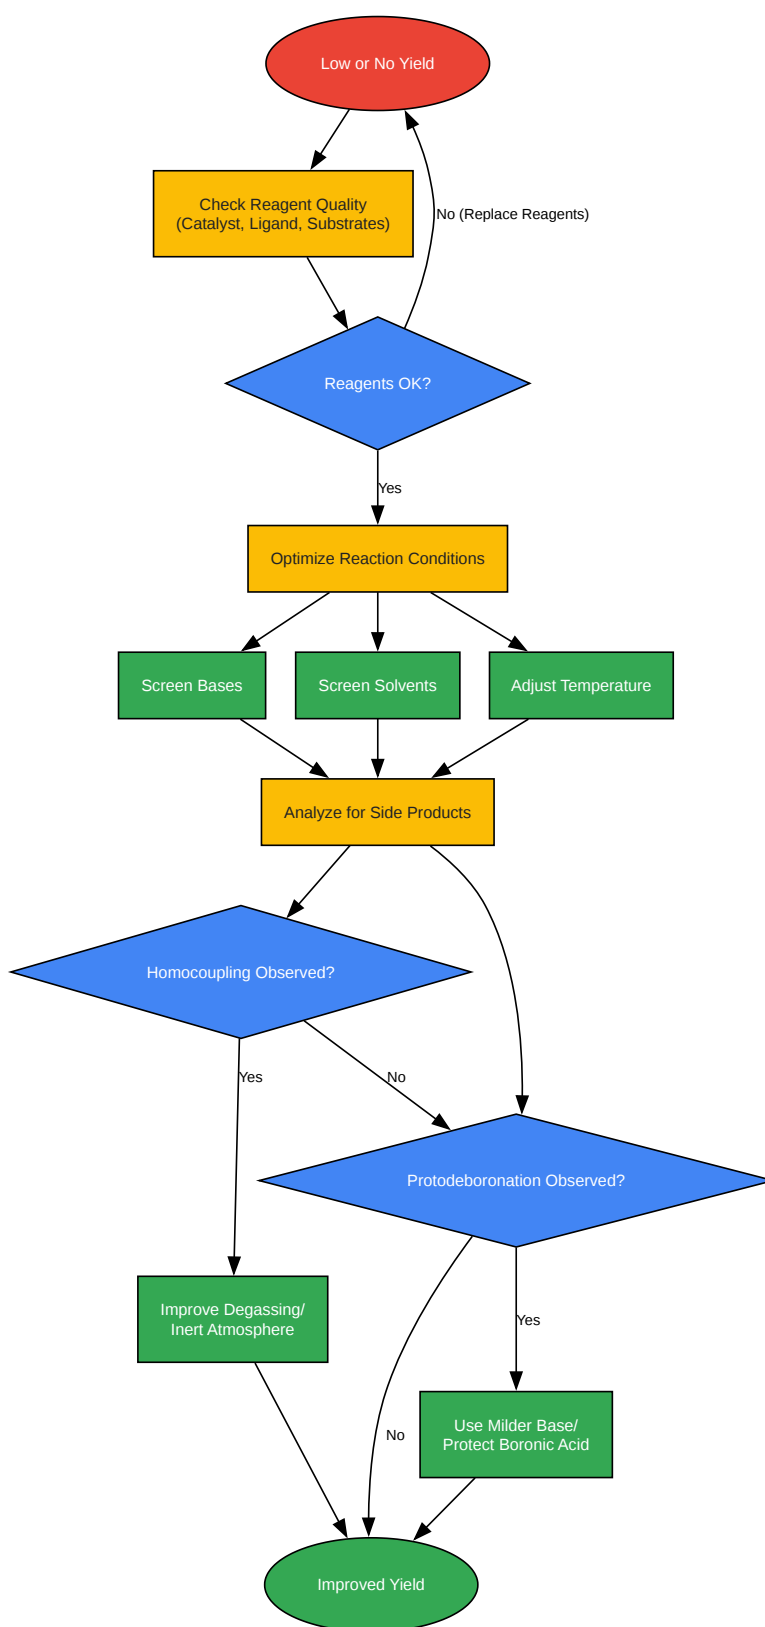 Low or No Yield
Check Reagent Quality
(Catalyst, Ligand, Substrates)
No (Replace Reagents)
Reagents OK?
Yes
Optimize Reaction Conditions
Screen Bases
Screen Solvents
Adjust Temperature
Analyze for Side Products
Homocoupling Observed?
Yes
No
Protodeboronation Observed?
Improve Degassing/
Inert Atmosphere
Yes
No
Use Milder Base/
Protect Boronic Acid
Improved Yield